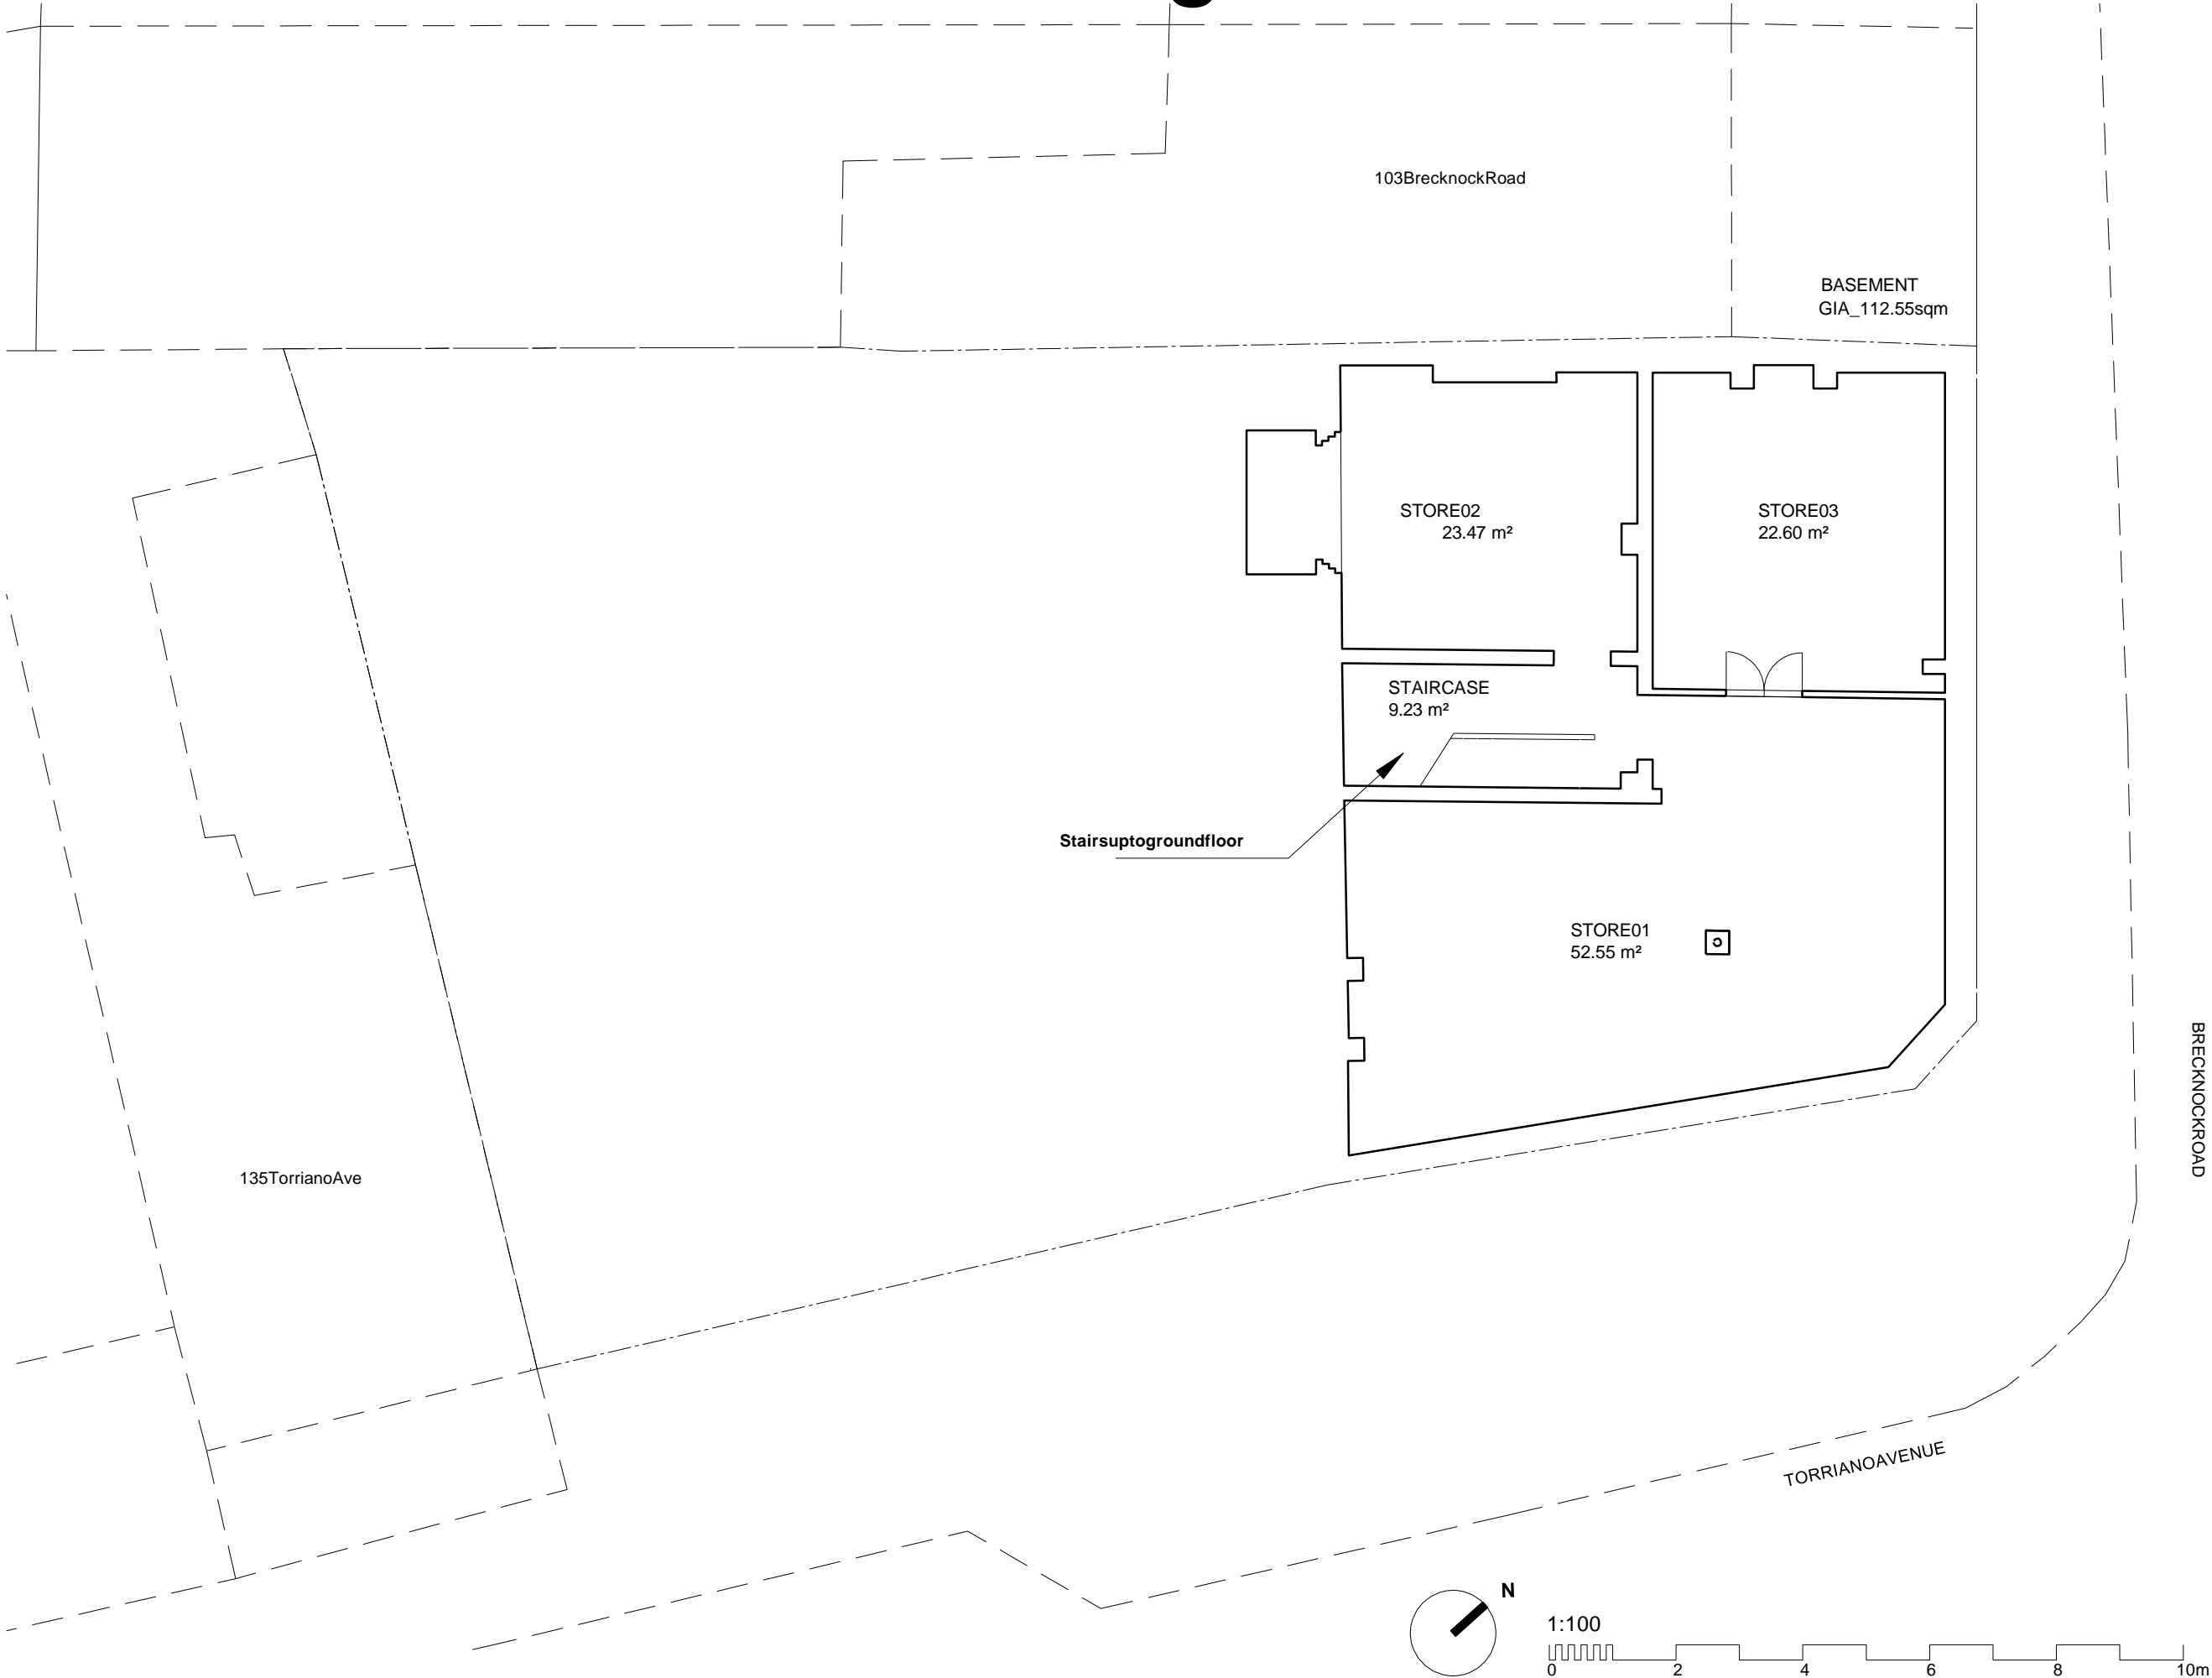 103BrecknockRoad
BASEMENT
GIA_112.55sqm
STORE02
23.47 m²
STORE03
22.60 m²
STAIRCASE
9.23 m²
Stairsuptogroundfloor
STORE01
52.55 m²
C
BRECKNOCKROAD
135TorrianoAve
TORRIANOAVENUE
N
1:100
0 2 4 6 8 10m